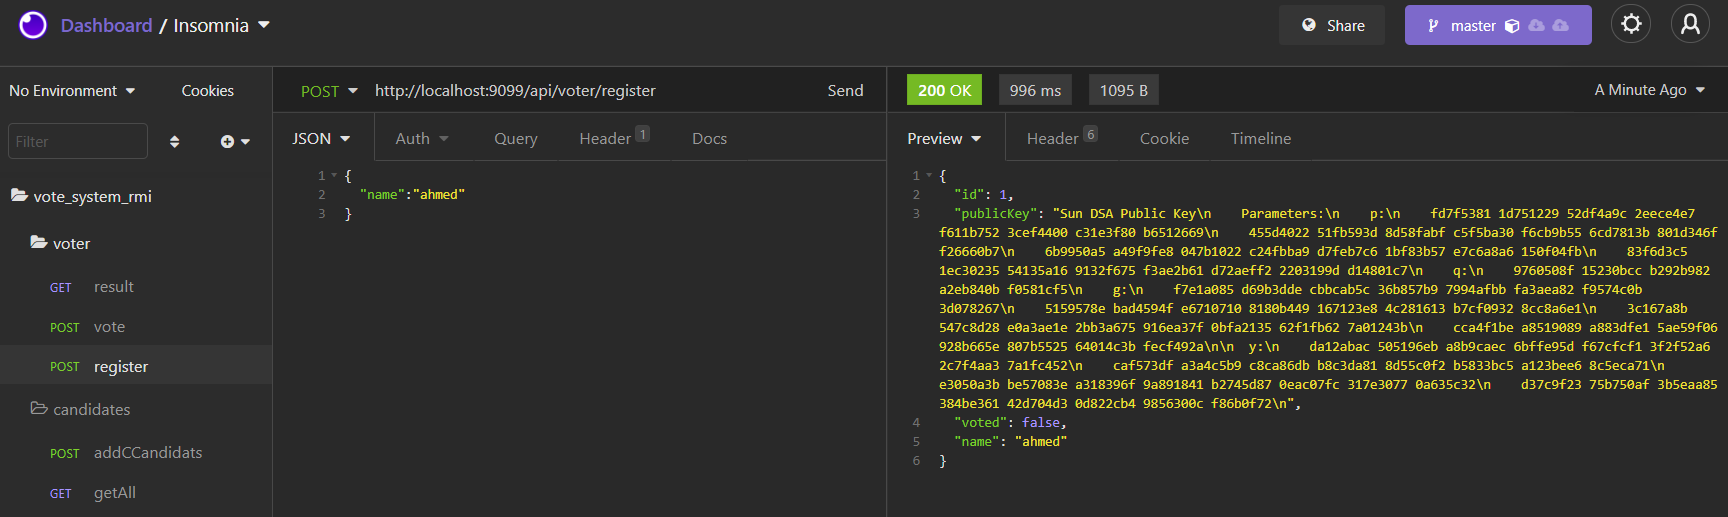 Dashboard / Insomnia
Share
master
No Environment
Cookies
POST http://localhost:9099/api/voter/register
Send
200 OK
996 ms
1095 B
A Minute Ago
Filter
JSON
Auth
Query
Header 1
Docs
Preview
Header 6
Cookie
Timeline
vote_system_rmi
voter
GET result
POST vote
POST register
candidates
POST addCCandidats
GET getAll
1 {
2 "name":"ahmed"
3 }
1 {
2 "id": 1,
3 "publicKey": "Sun DSA Public Key\n    Parameters:\n    p:\n    fd7f5381 1d751229 52df4a9c 2eece4e7
f611b752 3cef4400 c31e3f80 b6512669\n    455d4022 51fb593d 8d58fabf c5f5ba30 f6cb9b55 6cd7813b 801d346f
f26660b7\n    6b9950a5 a49f9fe8 047b1022 c24fbba9 d7feb7c6 1bf83b57 e7c6a8a6 150f04fb\n    83f6d3c5
1ec30235 54135a16 9132f675 f3ae2b61 d72aeff2 2203199d d14801c7\n    q:\n    9760508f 15230bcc b292b982
a2eb840b f0581cf5\n    g:\n    f7e1a085 d69b3dde cbbcab5c 36b857b9 7994afbb fa3aea82 f9574c0b
3d078267\n    5159578e bad4594f e6710710 8180b449 167123e8 4c281613 b7cf0932 8cc8a6e1\n    3c167a8b
547c8d28 e0a3ae1e 2bb3a675 916ea37f 0bfa2135 62f1fb62 7a01243b\n    cca4f1be a8519089 a883dfe1 5ae59f06
928b665e 807b5525 64014c3b fecf492a\n\n  y:\n    da12abac 505196eb a8b9caec 6bffe95d f67cfcf1 3f2f52a6
2c7f4aa3 7a1fc452\n    caf573df a3a4c5b9 c8ca86db b8c3da81 8d55c0f2 b5833bc5 a123bee6 8c5eca71\n
e3050a3b be57083e a318396f 9a891841 b2745d87 0eac07fc 317e3077 0a635c32\n    d37c9f23 75b750af 3b5eaa85
384be361 42d704d3 0d822cb4 9856300c f86b0f72\n",
4 "voted": false,
5 "name": "ahmed"
6 }